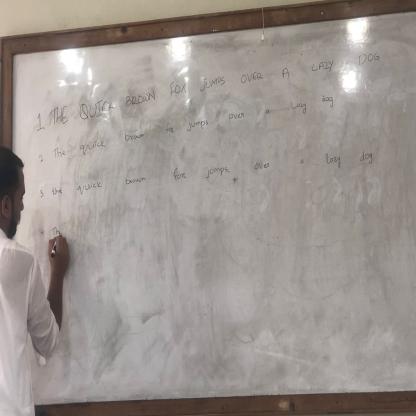 1 THE QUICK BROWN FOX JUMPS OVER A LAZY DOG
2 The quick brown fox jumps over a lazy dog
3 the quick brown fox jumps over a lazy dog
Th